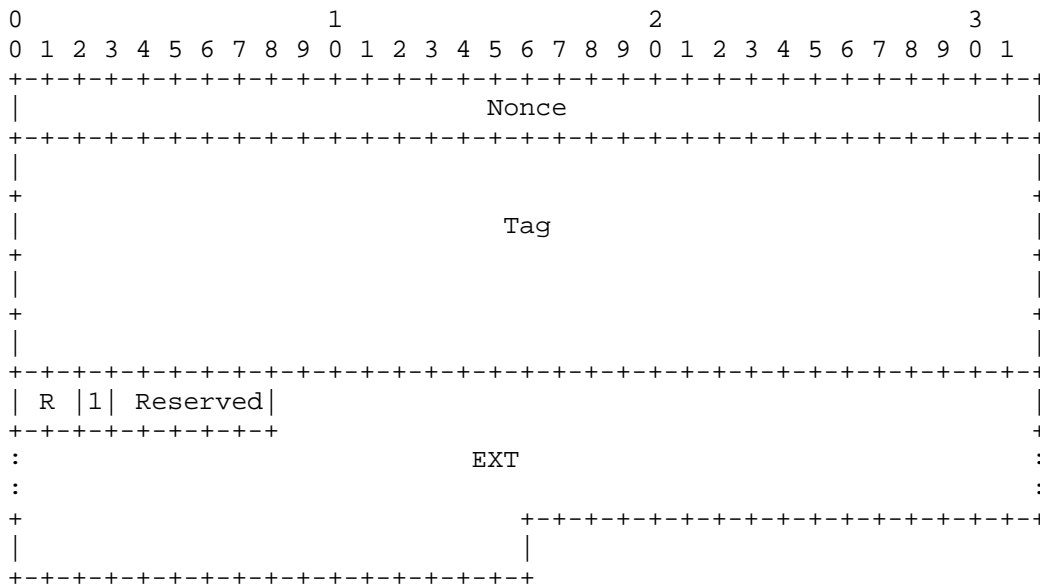 0                   1                   2                   3
0 1 2 3 4 5 6 7 8 9 0 1 2 3 4 5 6 7 8 9 0 1 2 3 4 5 6 7 8 9 0 1
+-+-+-+-+-+-+-+-+-+-+-+-+-+-+-+-+-+-+-+-+-+-+-+-+-+-+-+-+-+-+-+-+
|                             Nonce                             |
+-+-+-+-+-+-+-+-+-+-+-+-+-+-+-+-+-+-+-+-+-+-+-+-+-+-+-+-+-+-+-+-+
|                                                               |
+                                                               +
|                              Tag                              |
+                                                               +
|                                                               |
+                                                               +
|                                                               |
+-+-+-+-+-+-+-+-+-+-+-+-+-+-+-+-+-+-+-+-+-+-+-+-+-+-+-+-+-+-+-+-+
| R |1| Reserved|                                               |
+-+-+-+-+-+-+-+-+                                               +
:                            EXT                                :
:                                                               :
+                               +-+-+-+-+-+-+-+-+-+-+-+-+-+-+-+-+
|                               |
+-+-+-+-+-+-+-+-+-+-+-+-+-+-+-+-+